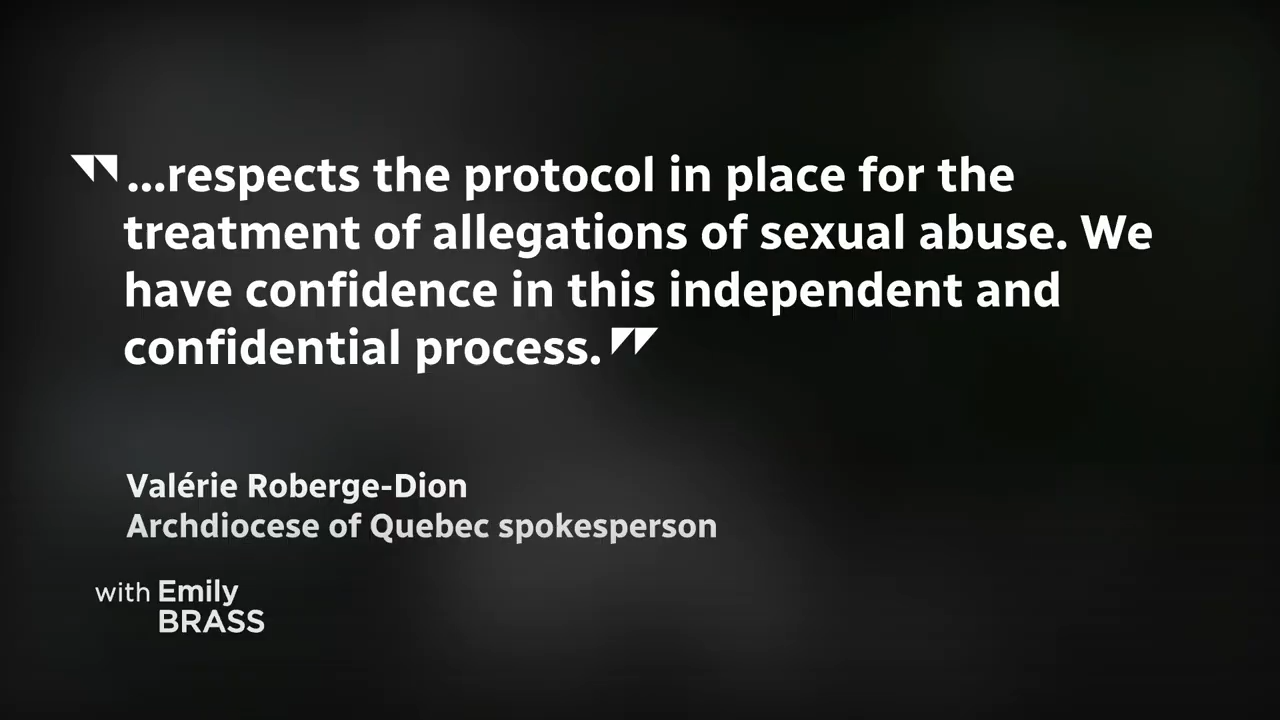 "...respects the protocol in place for the
treatment of allegations of sexual abuse. We
have confidence in this independent and
confidential process."
Valérie Roberge-Dion
Archdiocese of Quebec spokesperson
with Emily
BRASS